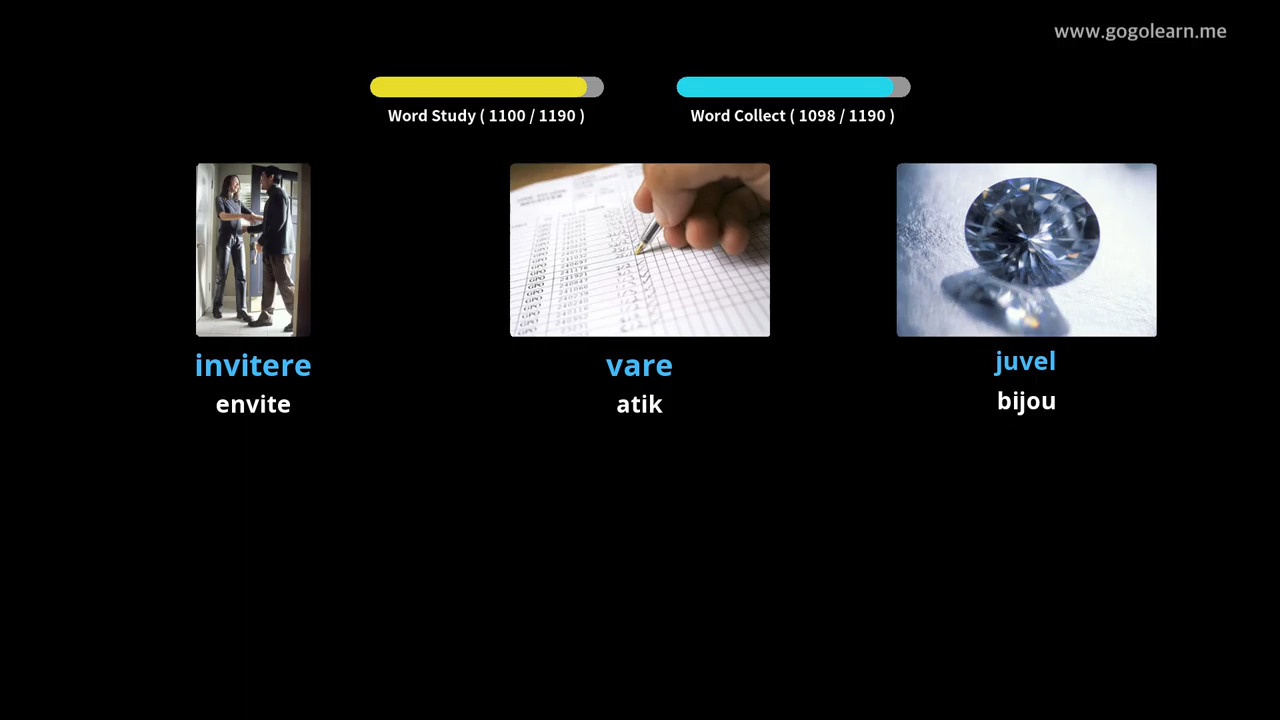 www.gogolearn.me
Word Study ( 1100 / 1190 )
Word Collect ( 1098 / 1190 )
invitere
vare
juvel
envite
atik
bijou